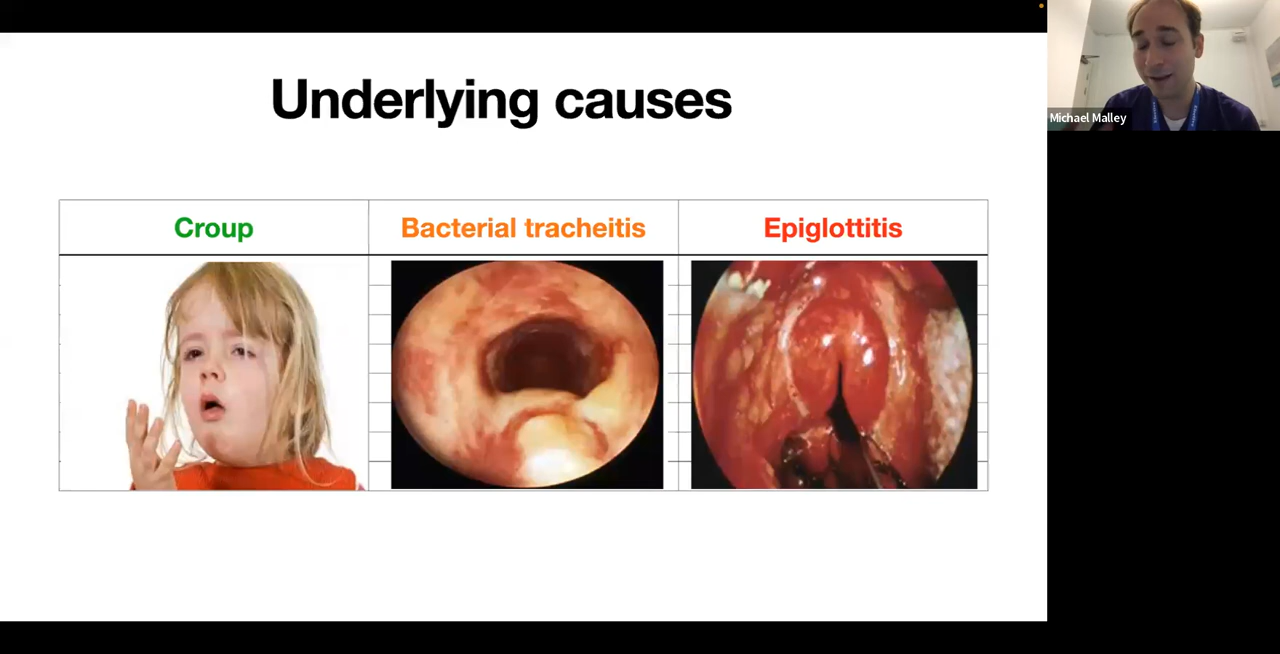 Underlying causes
Croup
Bacterial tracheitis
Epiglottitis
Michael Malley